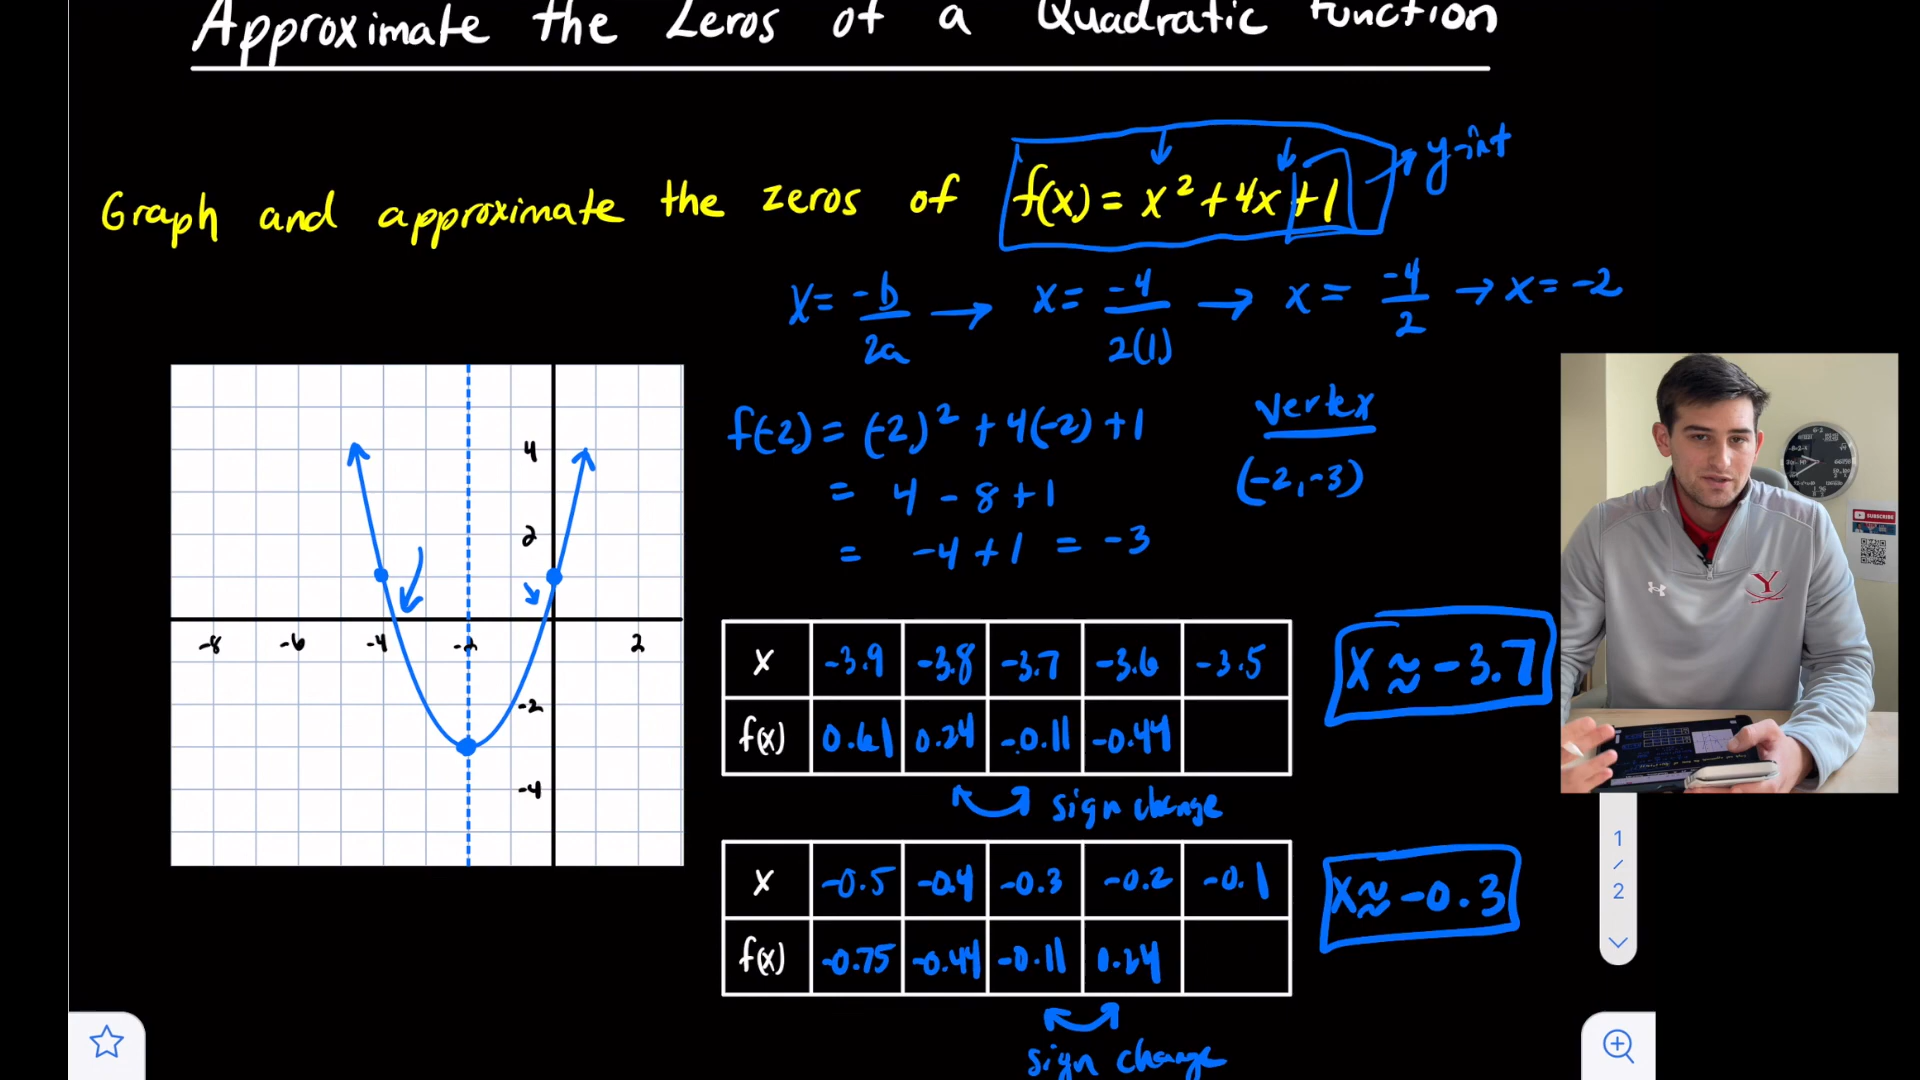 Approximate the Zeros of a Quadratic Function
Graph and approximate the zeros of f(x) = x² + 4x + 1 → y-int
x = -b/2a → x = -4/2(1) → x = -4/2 → x = -2
f(-2) = (-2)² + 4(-2) + 1
= 4 - 8 + 1
= -4 + 1 = -3
vertex
(-2, -3)
4
2
-8 -6 -4 -2 2
-2
-4
x -3.9 -3.8 -3.7 -3.6 -3.5
f(x) 0.61 0.24 -0.11 -0.44
sign change
x ≈ -3.7
x -0.5 -0.4 -0.3 -0.2 -0.1
f(x) -0.75 -0.44 -0.11 0.24
sign change
x ≈ -0.3
SUBSCRIBE
Y
1
/
2